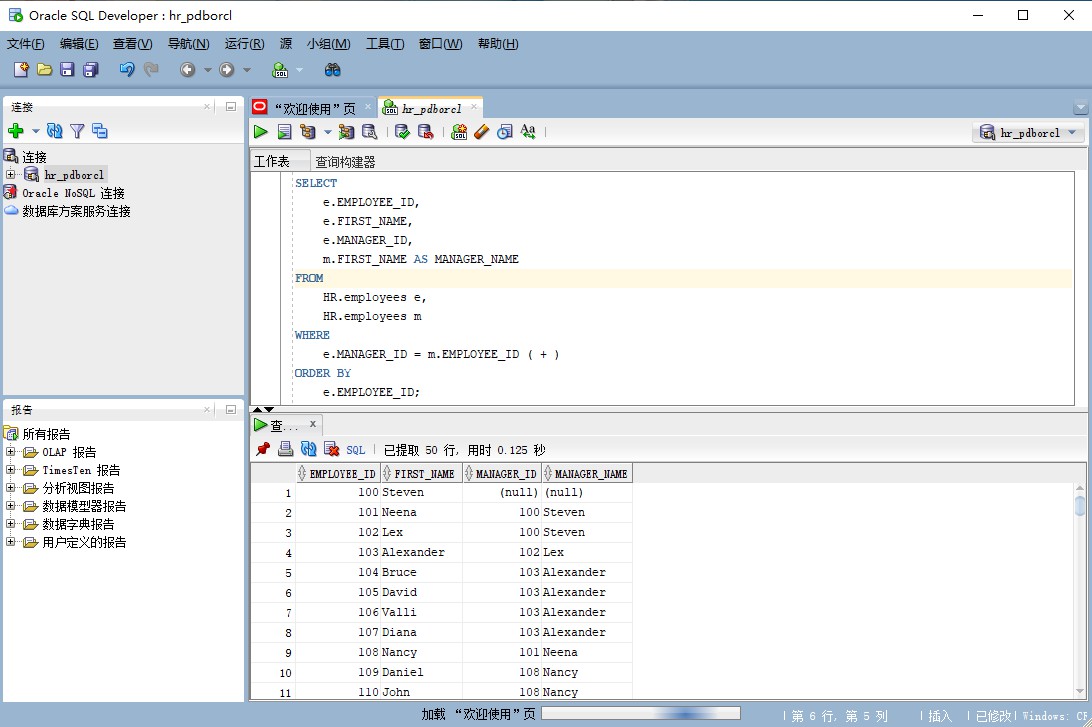 Oracle SQL Developer : hr_pdborcl
文件(F) 编辑(E) 查看(V) 导航(N) 运行(R) 源 小组(M) 工具(T) 窗口(W) 帮助(H)
连接
连接
hr_pdborcl
Oracle NoSQL 连接
数据库方案服务连接
报告
所有报告
OLAP 报告
TimesTen 报告
分析视图报告
数据模型器报告
数据字典报告
用户定义的报告
“欢迎使用”页 hr_pdborcl
hr_pdborcl
工作表 查询构建器
SELECT
e.EMPLOYEE_ID,
e.FIRST_NAME,
e.MANAGER_ID,
m.FIRST_NAME AS MANAGER_NAME
FROM
HR.employees e,
HR.employees m
WHERE
e.MANAGER_ID = m.EMPLOYEE_ID ( + )
ORDER BY
e.EMPLOYEE_ID;
查...
SQL | 已提取 50 行, 用时 0.125 秒
EMPLOYEE_ID FIRST_NAME MANAGER_ID MANAGER_NAME
1 100 Steven (null) (null)
2 101 Neena 100 Steven
3 102 Lex 100 Steven
4 103 Alexander 102 Lex
5 104 Bruce 103 Alexander
6 105 David 103 Alexander
7 106 Valli 103 Alexander
8 107 Diana 103 Alexander
9 108 Nancy 101 Neena
10 109 Daniel 108 Nancy
11 110 John 108 Nancy
加载 “欢迎使用”页 | 第 6 行, 第 5 列 | 插入 | 已修改| Windows: